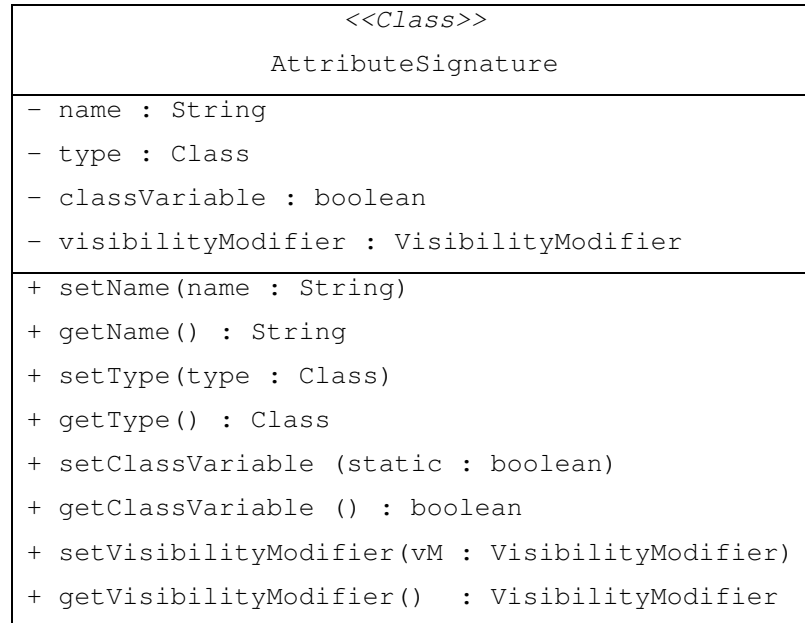 <<Class>>
AttributeSignature
- name : String
- type : Class
- classVariable : boolean
- visibilityModifier : VisibilityModifier
+ setName(name : String)
+ getName() : String
+ setType(type : Class)
+ getType() : Class
+ setClassVariable (static : boolean)
+ getClassVariable () : boolean
+ setVisibilityModifier(vM : VisibilityModifier)
+ getVisibilityModifier()  : VisibilityModifier